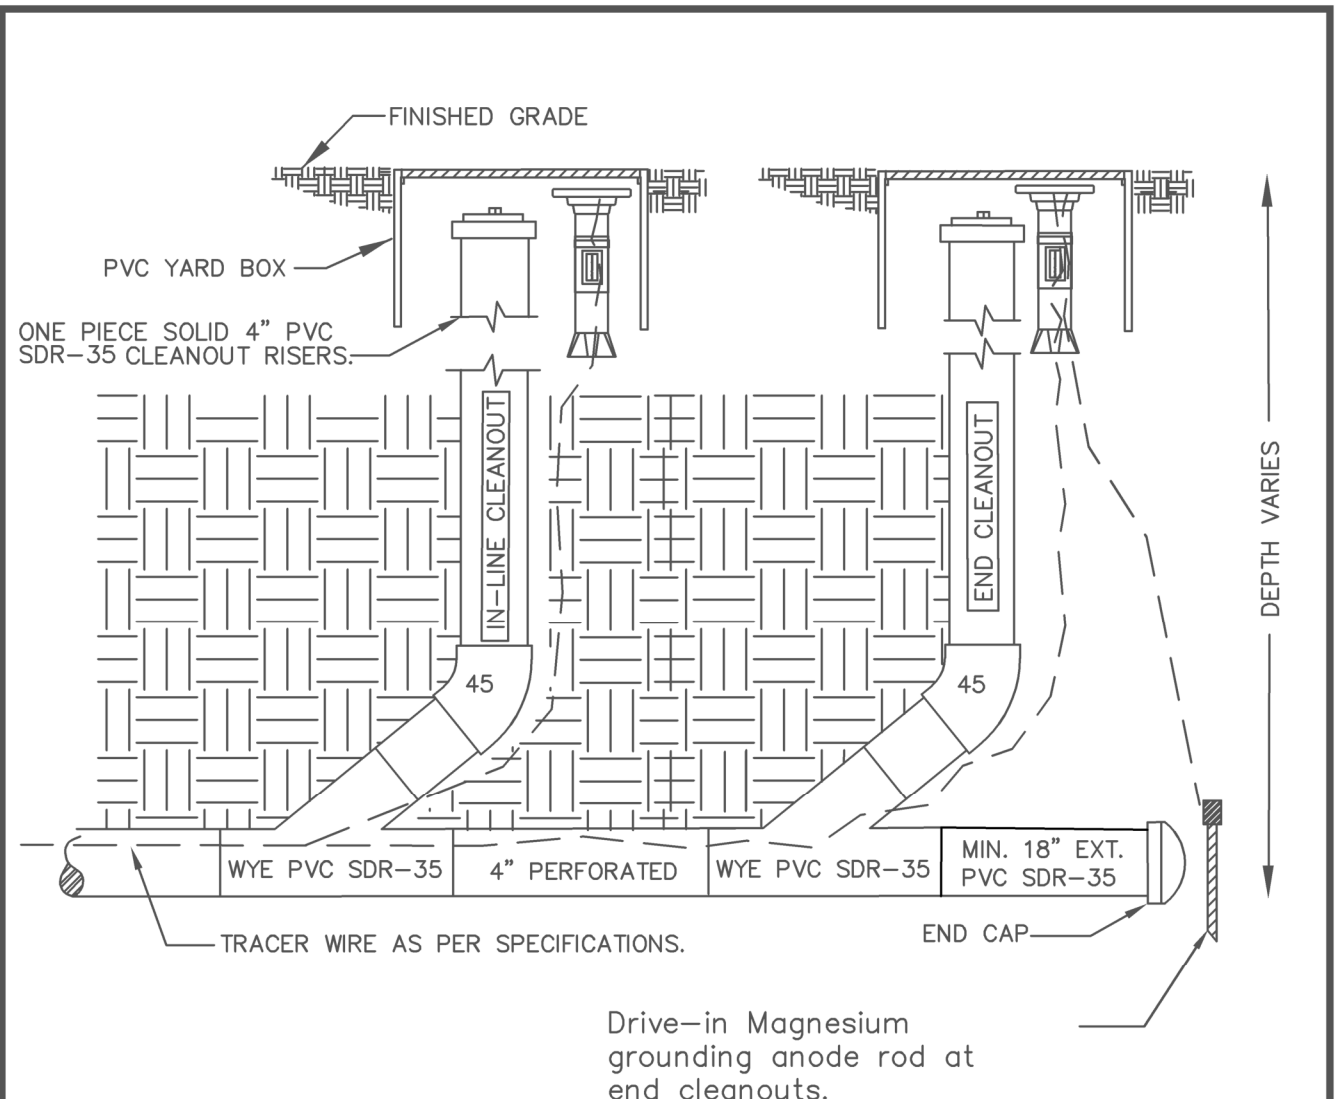 FINISHED GRADE
PVC YARD BOX
ONE PIECE SOLID 4” PVC
SDR-35 CLEANOUT RISERS.
IN-LINE CLEANOUT
END CLEANOUT
DEPTH VARIES
45
45
WYE PVC SDR-35
4” PERFORATED
WYE PVC SDR-35
MIN. 18” EXT.
PVC SDR-35
TRACER WIRE AS PER SPECIFICATIONS.
END CAP
Drive-in Magnesium
grounding anode rod at
end cleanouts.